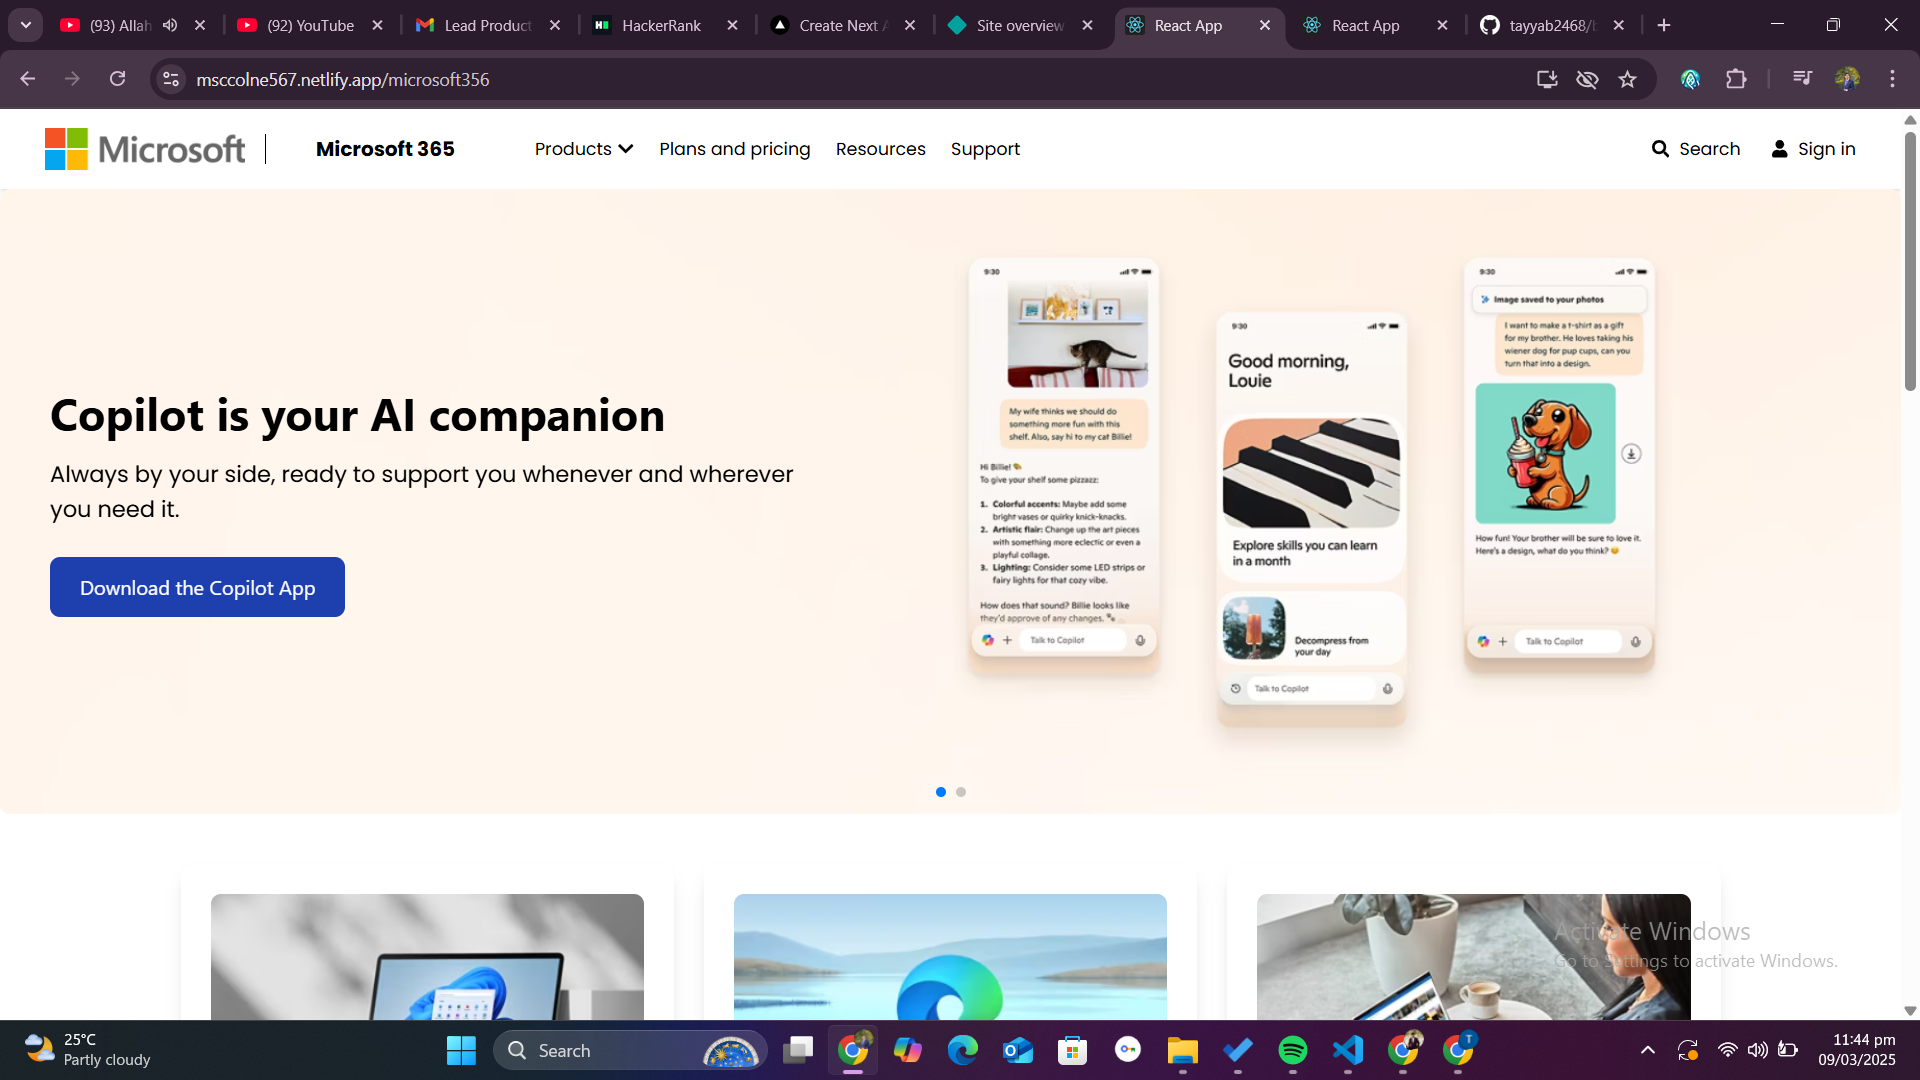 (93) Allah
(92) YouTube
Lead Product
HackerRank
Create Next A
Site overview
React App
React App
tayyab2468/b
msccolne567.netlify.app/microsoft356
Microsoft
Microsoft 365
Products
Plans and pricing
Resources
Support
Search
Sign in
Copilot is your AI companion
Always by your side, ready to support you whenever and wherever
you need it.
Download the Copilot App
9:30
My wife thinks we should do
something more fun with this
shelf. Also, say hi to my cat Billie!
Hi Billie!
To give your shelf some pizzazz:
1. Colorful accents: Maybe add some
bright vases or quirky knick-knacks.
2. Artistic flair: Change up the art pieces
with something more eclectic or even a
playful collage.
3. Lighting: Consider some LED strips or
fairy lights for that cozy vibe.
How does that sound? Billie looks like
they'd approve of any changes.
Talk to Copilot
9:30
Good morning,
Louie
Explore skills you can learn
in a month
Decompress from
your day
Talk to Copilot
9:30
Image saved to your photos
I want to make a t-shirt as a gift
for my brother. He loves taking his
wiener dog for pup cups, can you
turn that into a design.
How fun! Your brother will be sure to love it.
Here's a design, what do you think? 😊
Talk to Copilot
Activate Windows
Go to Settings to activate Windows.
25°C
Partly cloudy
Search
T
11:44 pm
09/03/2025